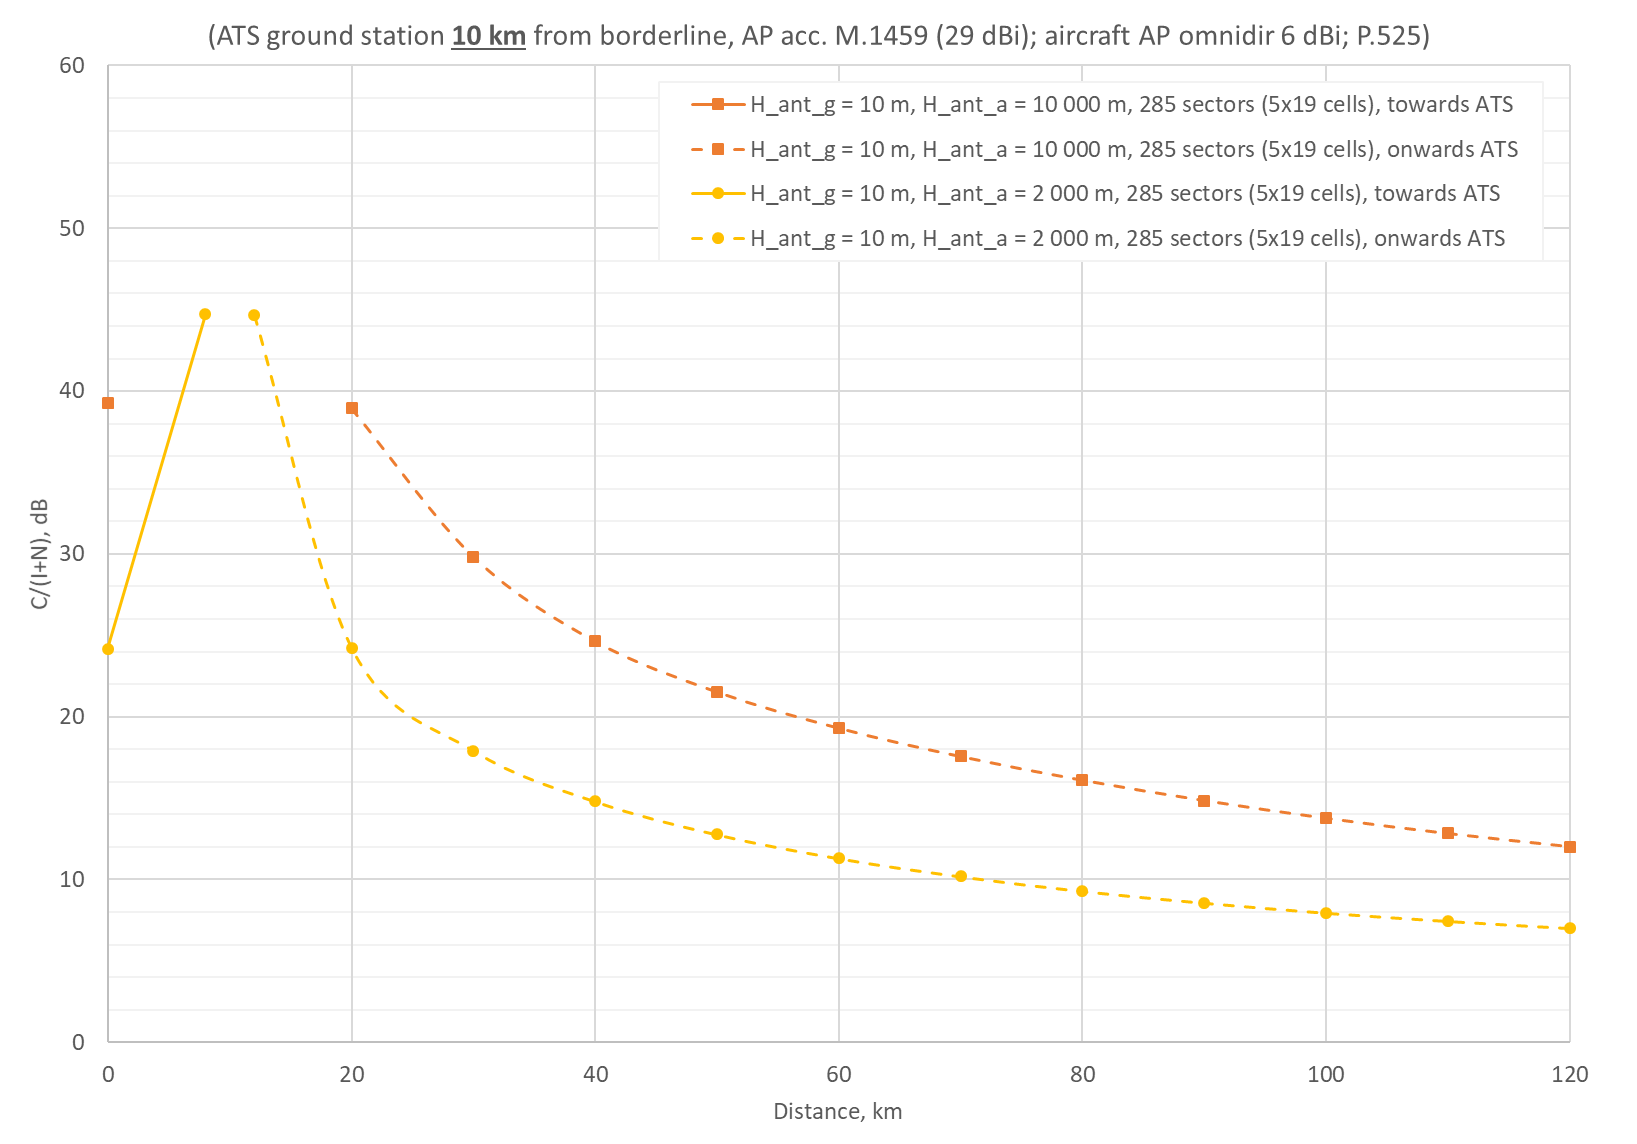 (ATS ground station 10 km from borderline, AP acc. M.1459 (29 dBi); aircraft AP omnidir 6 dBi; P.525)
60
50
40
30
20
10
0
C/(I+N), dB
H_ant_g = 10 m, H_ant_a = 10 000 m, 285 sectors (5x19 cells), towards ATS
H_ant_g = 10 m, H_ant_a = 10 000 m, 285 sectors (5x19 cells), onwards ATS
H_ant_g = 10 m, H_ant_a = 2 000 m, 285 sectors (5x19 cells), towards ATS
H_ant_g = 10 m, H_ant_a = 2 000 m, 285 sectors (5x19 cells), onwards ATS
0 20 40 60 80 100 120
Distance, km